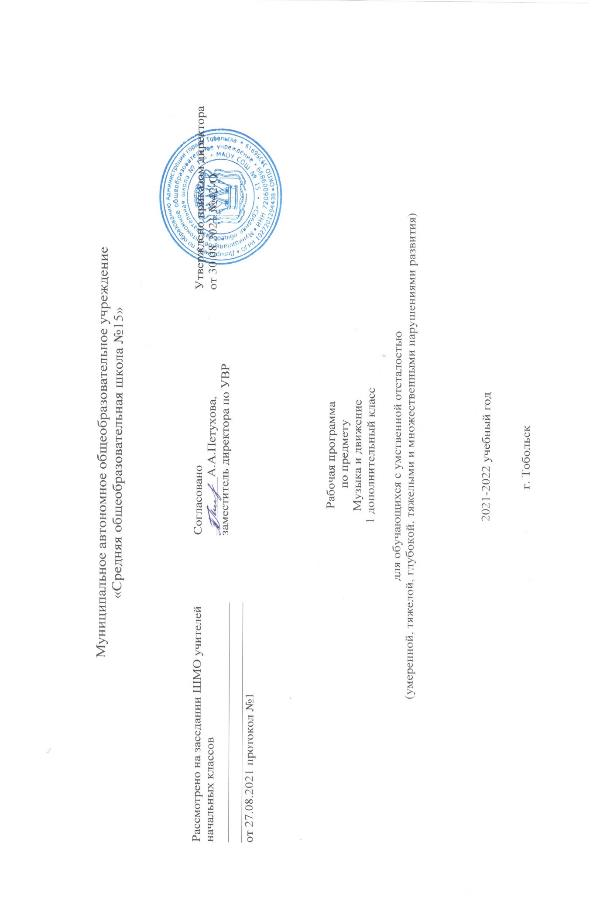 Муниципальное автономное общеобразовательное учреждение
«Средняя общеобразовательная школа №15»
Рассмотрено на заседании ШМО учителей
начальных классов
от 27.08.2021 протокол №1
Согласовано
А.А.Петухова,
заместитель директора по УВР
Утверждено приказом директора
от 30.08.2021
Рабочая программа
по предмету
Музыка и движение
1 дополнительный класс
для обучающихся с умственной отсталостью
(умеренной, тяжелой, глубокой, тяжелыми и множественными нарушениями развития)
2021-2022 учебный год
г. Тобольск